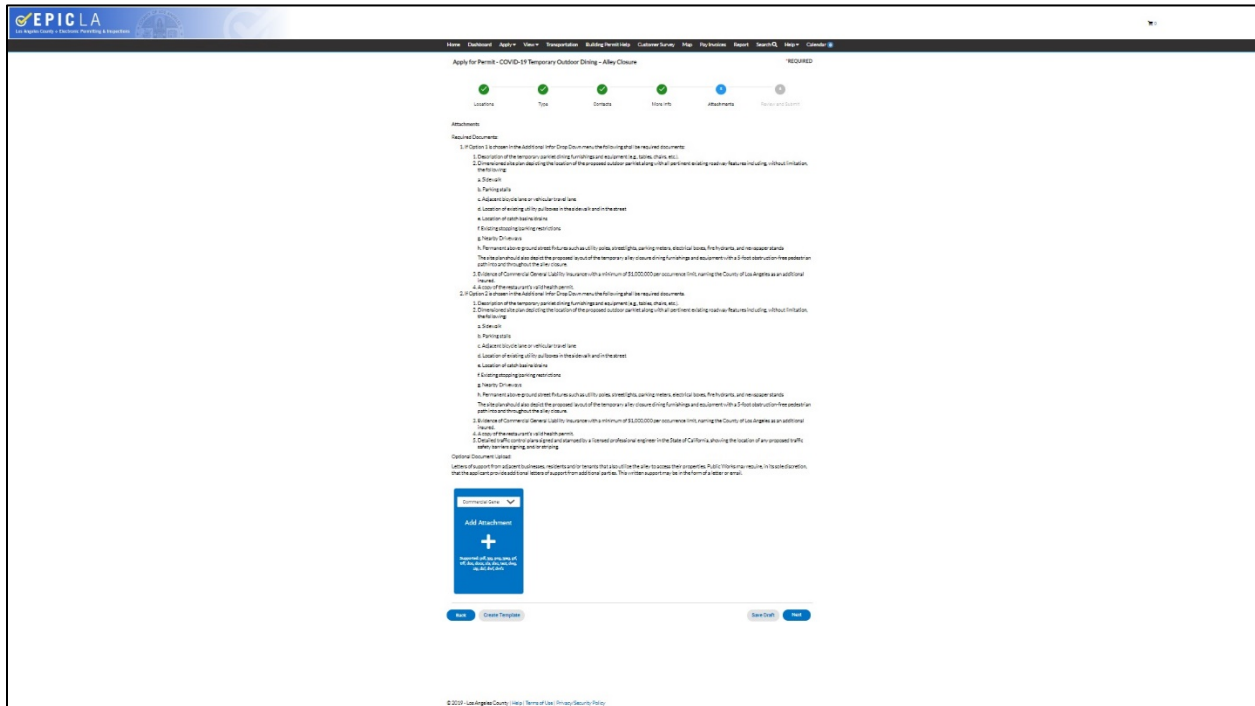 EPICLA
Los Angeles County • Electronic Permitting & Inspections
0
Home Dashboard Apply View Transportation Building Permit Help Customer Survey Map Pay Invoices Report Search Help Calendar
Apply for Permit - COVID-19 Temporary Outdoor Dining – Alley Closure
*REQUIRED
Locations Type Contacts More Info Attachments Review and Submit
Attachments
Required Documents:
1. If Option 1 is chosen in the Additional Infor Drop Down menu the following shall be required documents:
1. Description of the temporary parklet dining furnishings and equipment (e.g., tables, chairs, etc.).
2. Dimensioned site plan depicting the location of the proposed outdoor parklet along with all pertinent existing roadway features including, without limitation,
the following:
a. Sidewalk
b. Parking stalls
c. Adjacent bicycle lane or vehicular travel lane
d. Location of existing utility pullboxes in the sidewalk and in the street
e. Location of catch basins/drains
f. Existing stopping/parking restrictions
g. Nearby Driveways
h. Permanent above-ground street fixtures such as utility poles, streetlights, parking meters, electrical boxes, fire hydrants, and newspaper stands
The site plan should also depict the proposed layout of the temporary alley closure dining furnishings and equipment with a 5-foot obstruction-free pedestrian
path into and throughout the alley closure.
3. Evidence of Commercial General Liability Insurance with a minimum of $1,000,000 per occurrence limit, naming the County of Los Angeles as an additional
insured.
4. A copy of the restaurant's valid health permit.
2. If Option 2 is chosen in the Additional Infor Drop Down menu the following shall be required documents:
1. Description of the temporary parklet dining furnishings and equipment (e.g., tables, chairs, etc.).
2. Dimensioned site plan depicting the location of the proposed outdoor parklet along with all pertinent existing roadway features including, without limitation,
the following:
a. Sidewalk
b. Parking stalls
c. Adjacent bicycle lane or vehicular travel lane
d. Location of existing utility pullboxes in the sidewalk and in the street
e. Location of catch basins/drains
f. Existing stopping/parking restrictions
g. Nearby Driveways
h. Permanent above-ground street fixtures such as utility poles, streetlights, parking meters, electrical boxes, fire hydrants, and newspaper stands
The site plan should also depict the proposed layout of the temporary alley closure dining furnishings and equipment with a 5-foot obstruction-free pedestrian
path into and throughout the alley closure.
3. Evidence of Commercial General Liability Insurance with a minimum of $1,000,000 per occurrence limit, naming the County of Los Angeles as an additional
insured.
4. A copy of the restaurant's valid health permit.
5. Detailed traffic control plans signed and stamped by a licensed professional engineer in the State of California, showing the location of any proposed traffic
safety barriers signing, and/or striping.
Optional Document Upload:
Letters of support from adjacent businesses, residents and/or tenants that also utilize the alley to access their properties. Public Works may require, in its sole discretion,
that the applicant provide additional letters of support from additional parties. This written support may be in the form of a letter or email.
Commercial Gene
Add Attachment
Back Create Template Save Draft Next
© 2019 - Los Angeles County | Help | Terms of Use | Privacy/Security Policy